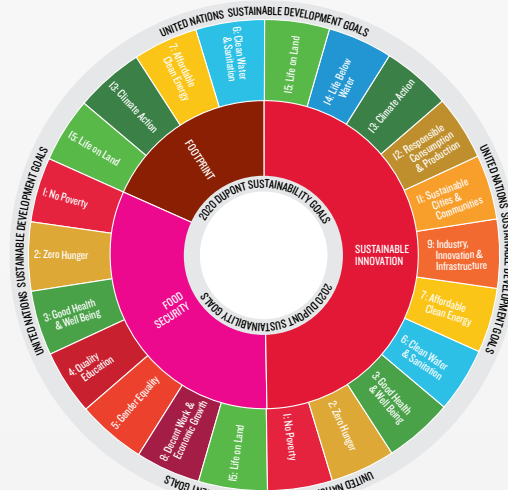 UNITED NATIONS SUSTAINABLE DEVELOPMENT GOALS
15: Life on Land
14: Life Below
Water
13: Climate Action
12: Responsible
Consumption
& Production
11: Sustainable
Cities &
Communities
9: Industry,
Innovation &
Infrastructure
7: Affordable
Clean Energy
6: Clean Water
& Sanitation
3: Good Health
& Well Being
2: Zero Hunger
1: No Poverty
15: Life on Land
8: Decent Work &
Economic Growth
5: Gender Equality
4: Quality
Education
3: Good Health
& Well Being
2: Zero Hunger
1: No Poverty
15: Life on Land
13: Climate Action
7: Affordable
Clean Energy
6: Clean Water
& Sanitation
UNITED NATIONS SUSTAINABLE DEVELOPMENT GOALS
UNITED NATIONS SUSTAINABLE DEVELOPMENT GOALS
UNITED NATIONS
GOALS
FOOTPRINT
SUSTAINABLE
INNOVATION
FOOD
SECURITY
2020 DUPONT SUSTAINABILITY GOALS
2020 DUPONT SUSTAINABILITY GOALS